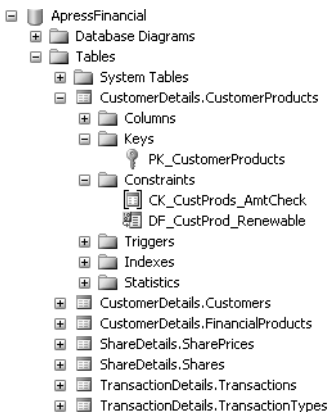 ApressFinancial
Database Diagrams
Tables
System Tables
CustomerDetails.CustomerProducts
Columns
Keys
PK_CustomerProducts
Constraints
CK_CustProds_AmtCheck
DF_CustProd_Renewable
Triggers
Indexes
Statistics
CustomerDetails.Customers
CustomerDetails.FinancialProducts
ShareDetails.SharePrices
ShareDetails.Shares
TransactionDetails.Transactions
TransactionDetails.TransactionTypes